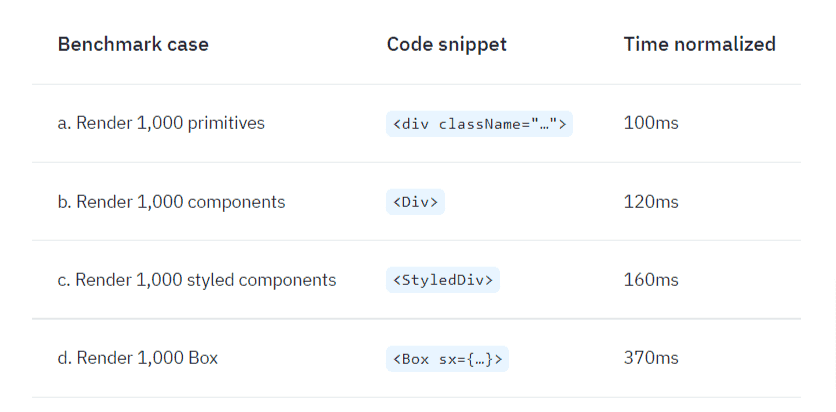 Benchmark case Code snippet Time normalized
a. Render 1,000 primitives <div className="…"> 100ms
b. Render 1,000 components <Div> 120ms
c. Render 1,000 styled components <StyledDiv> 160ms
d. Render 1,000 Box <Box sx={…}> 370ms